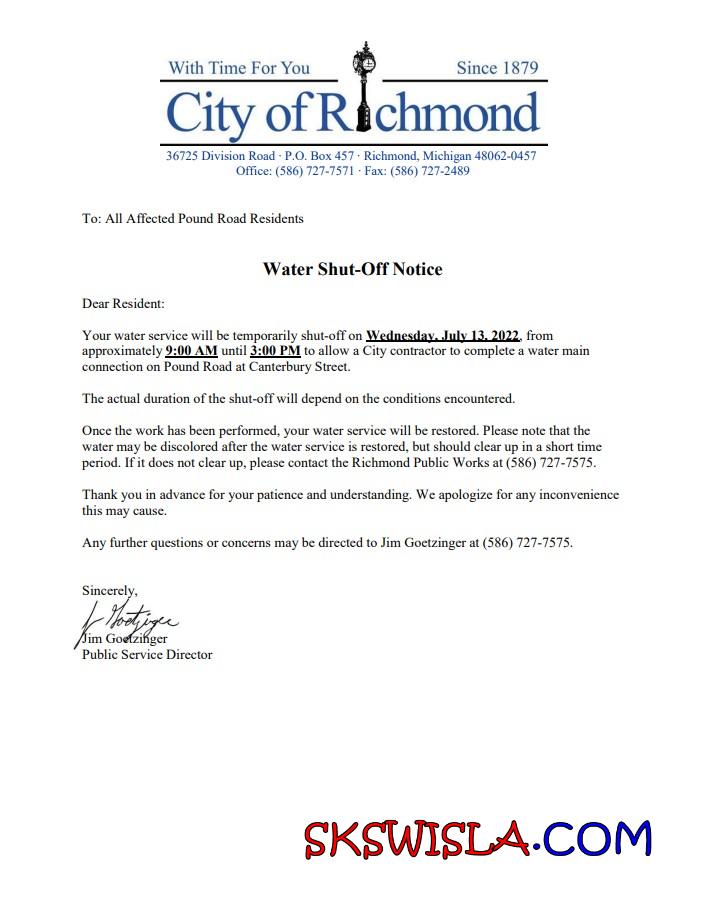 With Time For You Since 1879
City of Richmond
36725 Division Road · P.O. Box 457 · Richmond, Michigan 48062-0457
Office: (586) 727-7571 · Fax: (586) 727-2489
To: All Affected Pound Road Residents
Water Shut-Off Notice
Dear Resident:
Your water service will be temporarily shut-off on Wednesday, July 13, 2022, from
approximately 9:00 AM until 3:00 PM to allow a City contractor to complete a water main
connection on Pound Road at Canterbury Street.
The actual duration of the shut-off will depend on the conditions encountered.
Once the work has been performed, your water service will be restored. Please note that the
water may be discolored after the water service is restored, but should clear up in a short time
period. If it does not clear up, please contact the Richmond Public Works at (586) 727-7575.
Thank you in advance for your patience and understanding. We apologize for any inconvenience
this may cause.
Any further questions or concerns may be directed to Jim Goetzinger at (586) 727-7575.
Sincerely,
J Goetzinger
Jim Goetzinger
Public Service Director
SKSWISLA.COM